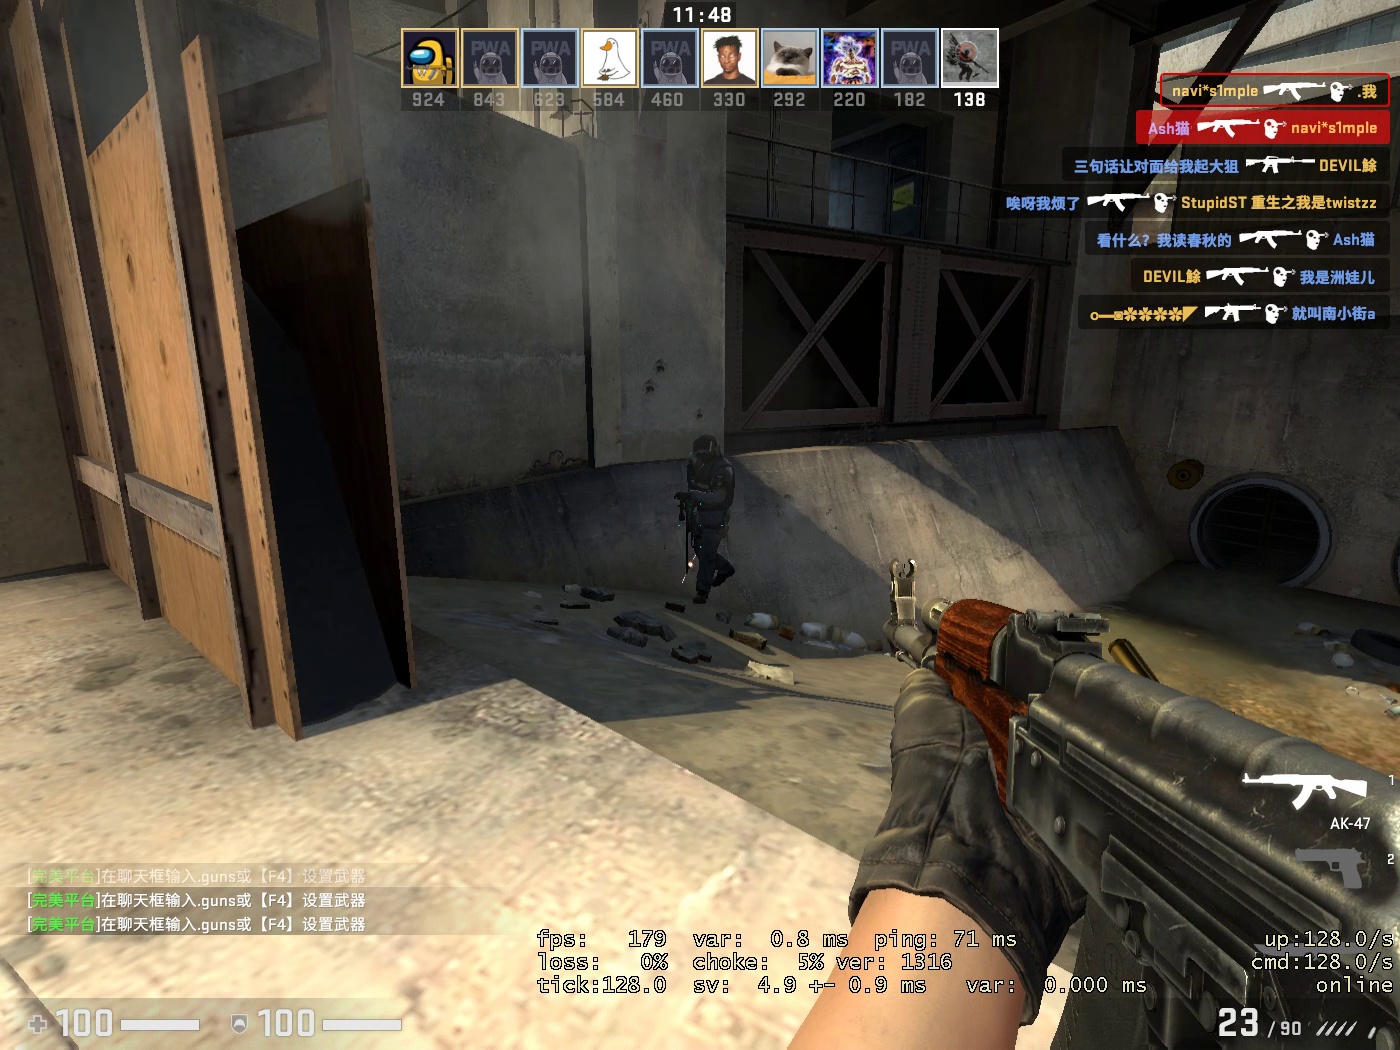 11:48
PWA PWA PWA PWA
924 843 623 584 460 330 292 220 182 138
navi*s1mple .我
Ash猫 navi*s1mple
三句话让对面给我起大狙 DEVIL餘
唉呀我烦了 StupidST 重生之我是twistzz
看什么？我读春秋的 Ash猫
DEVIL餘 我是洲娃儿
就叫南小街a
1
AK-47
2
[完美平台]在聊天框输入.guns或【F4】设置武器
[完美平台]在聊天框输入.guns或【F4】设置武器
[完美平台]在聊天框输入.guns或【F4】设置武器
fps: 179 var: 0.8 ms ping: 71 ms up:128.0/s
loss: 0% choke: 5% ver: 1316 cmd:128.0/s
tick:128.0 sv: 4.9 +- 0.9 ms var: 0.000 ms online
100 100 23 / 90